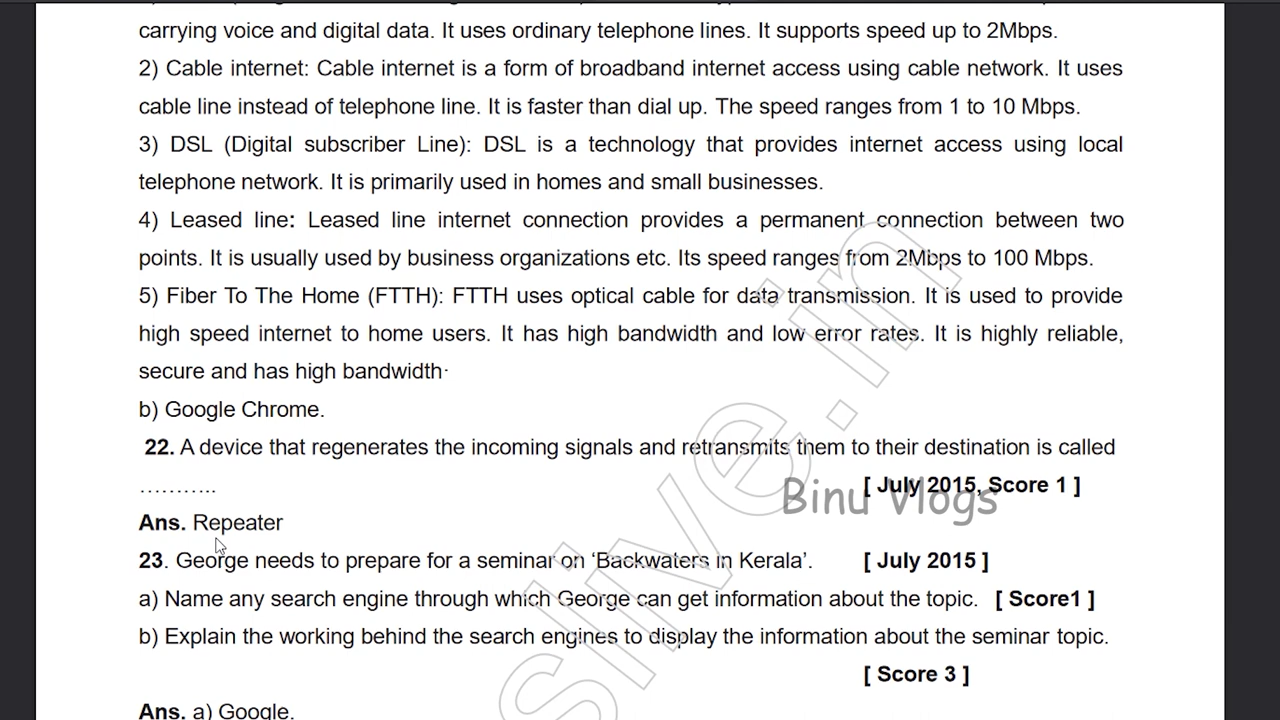 carrying voice and digital data. It uses ordinary telephone lines. It supports speed up to 2Mbps.
2) Cable internet: Cable internet is a form of broadband internet access using cable network. It uses
cable line instead of telephone line. It is faster than dial up. The speed ranges from 1 to 10 Mbps.
3) DSL (Digital subscriber Line): DSL is a technology that provides internet access using local
telephone network. It is primarily used in homes and small businesses.
4) Leased line: Leased line internet connection provides a permanent connection between two
points. It is usually used by business organizations etc. Its speed ranges from 2Mbps to 100 Mbps.
5) Fiber To The Home (FTTH): FTTH uses optical cable for data transmission. It is used to provide
high speed internet to home users. It has high bandwidth and low error rates. It is highly reliable,
secure and has high bandwidth·
b) Google Chrome.
22. A device that regenerates the incoming signals and retransmits them to their destination is called
……….. [ July 2015, Score 1 ]
Binu Vlogs
Ans. Repeater
23. George needs to prepare for a seminar on ‘Backwaters in Kerala’. [ July 2015 ]
a) Name any search engine through which George can get information about the topic. [ Score1 ]
b) Explain the working behind the search engines to display the information about the seminar topic.
[ Score 3 ]
Ans. a) Google.
slive.in